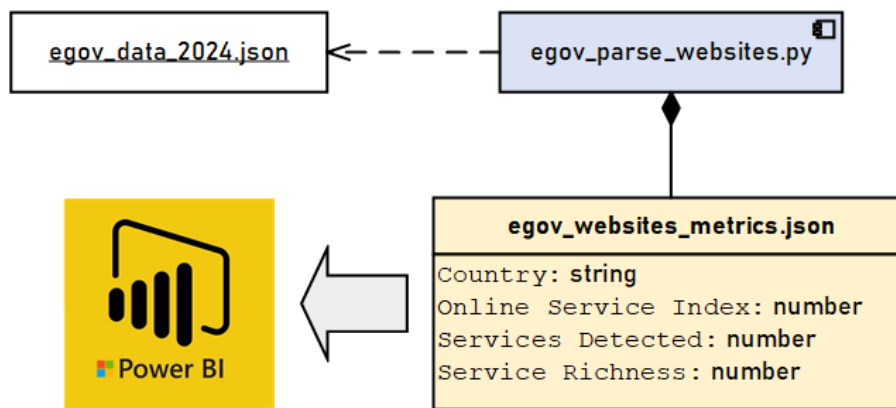 egov_data_2024.json
egov_parse_websites.py
egov_websites_metrics.json
Country: string
Online Service Index: number
Services Detected: number
Service Richness: number
Power BI